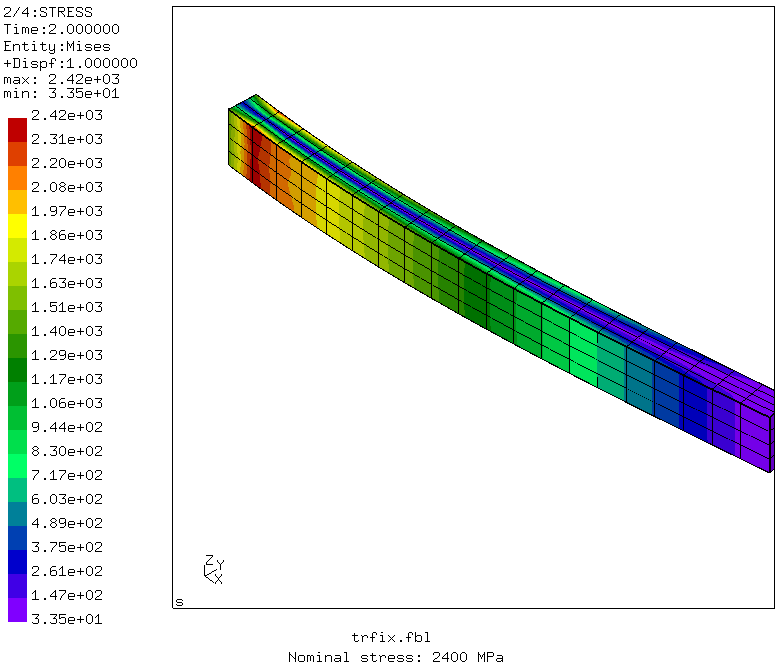 2/4:STRESS
Time:2.000000
Entity:Mises
+Dispf:1.000000
max: 2.42e+03
min: 3.35e+01
2.42e+03
2.31e+03
2.20e+03
2.08e+03
1.97e+03
1.86e+03
1.74e+03
1.63e+03
1.51e+03
1.40e+03
1.29e+03
1.17e+03
1.06e+03
9.44e+02
8.30e+02
7.17e+02
6.03e+02
4.89e+02
3.75e+02
2.61e+02
1.47e+02
3.35e+01
Z
Y
X
s
trfix.fbl
Nominal stress: 2400 MPa